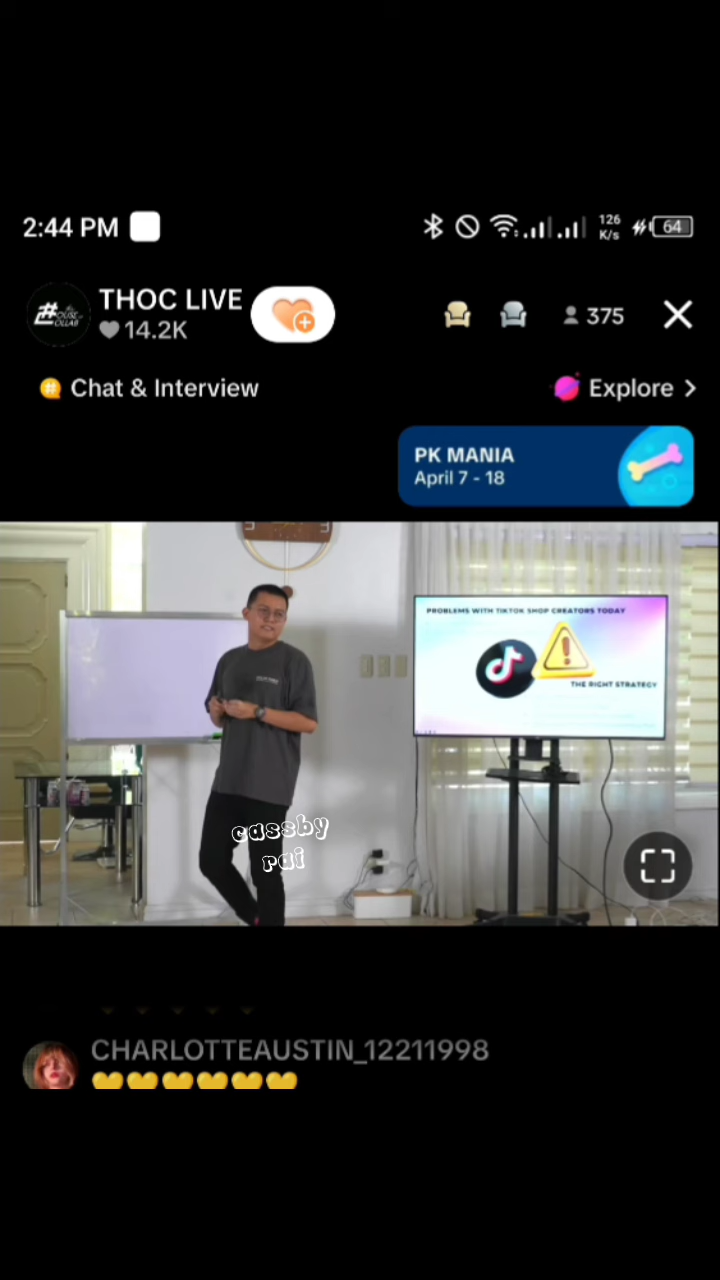 2:44 PM
126
K/s
64
THOC LIVE
14.2K
375
Chat & Interview
Explore
PK MANIA
April 7 - 18
PROBLEMS WITH TIKTOK SHOP CREATORS TODAY
THE RIGHT STRATEGY
cassby
rai
CHARLOTTEAUSTIN_12211998